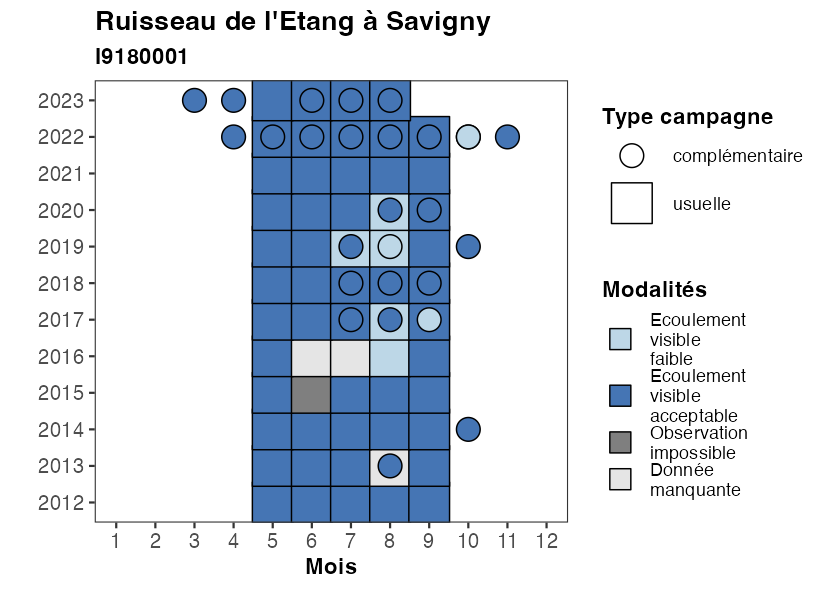 Ruisseau de l'Etang à Savigny
I9180001
2023
2022
2021
2020
2019
2018
2017
2016
2015
2014
2013
2012
1 2 3 4 5 6 7 8 9 10 11 12
Mois
Type campagne
complémentaire
usuelle
Modalités
Ecoulement
visible
faible
Ecoulement
visible
acceptable
Observation
impossible
Donnée
manquante